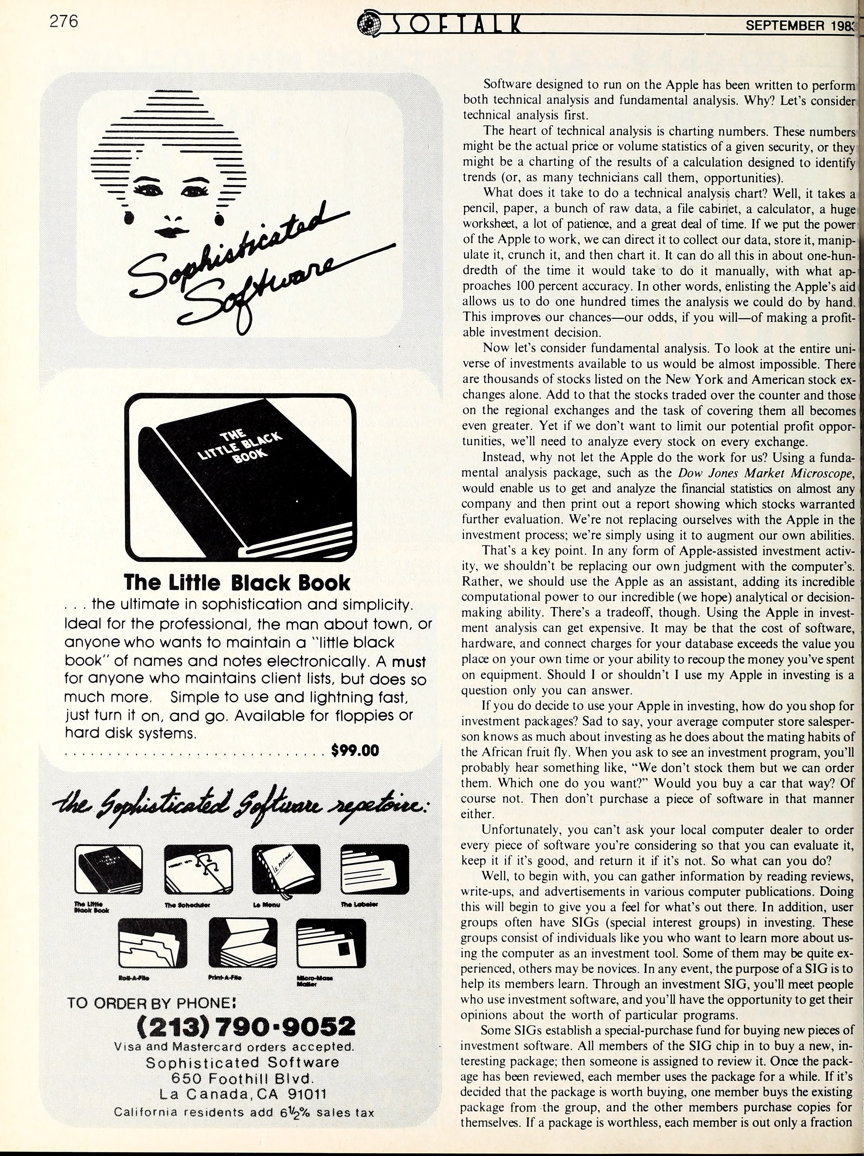 276
SOFTALK
SEPTEMBER 198
Sophisticated
Software
THE
LITTLE BLACK
BOOK
The Little Black Book
. . . the ultimate in sophistication and simplicity.
Ideal for the professional, the man about town, or
anyone who wants to maintain a "little black
book" of names and notes electronically. A must
for anyone who maintains client lists, but does so
much more. Simple to use and lightning fast,
just turn it on, and go. Available for floppies or
hard disk systems.
. . . . . . . . . . . . . . . . . . . . . . . . . . . . $99.00
the Sophisticated Software repetoire:
The Little
Black Book
The Scheduler
Le Menu
The Labeler
Roll-A-File
Print-A-File
Micro-Mass
Mailer
TO ORDER BY PHONE:
(213) 790-9052
Visa and Mastercard orders accepted.
Sophisticated Software
650 Foothill Blvd.
La Canada, CA 91011
California residents add 6½% sales tax
Software designed to run on the Apple has been written to perform
both technical analysis and fundamental analysis. Why? Let's consider
technical analysis first.
The heart of technical analysis is charting numbers. These numbers
might be the actual price or volume statistics of a given security, or they
might be a charting of the results of a calculation designed to identify
trends (or, as many technicians call them, opportunities).
What does it take to do a technical analysis chart? Well, it takes a
pencil, paper, a bunch of raw data, a file cabinet, a calculator, a huge
worksheet, a lot of patience, and a great deal of time. If we put the power
of the Apple to work, we can direct it to collect our data, store it, manip-
ulate it, crunch it, and then chart it. It can do all this in about one-hun-
dredth of the time it would take to do it manually, with what ap-
proaches 100 percent accuracy. In other words, enlisting the Apple's aid
allows us to do one hundred times the analysis we could do by hand.
This improves our chances—our odds, if you will—of making a profit-
able investment decision.
Now let's consider fundamental analysis. To look at the entire uni-
verse of investments available to us would be almost impossible. There
are thousands of stocks listed on the New York and American stock ex-
changes alone. Add to that the stocks traded over the counter and those
on the regional exchanges and the task of covering them all becomes
even greater. Yet if we don't want to limit our potential profit oppor-
tunities, we'll need to analyze every stock on every exchange.
Instead, why not let the Apple do the work for us? Using a funda-
mental analysis package, such as the Dow Jones Market Microscope,
would enable us to get and analyze the financial statistics on almost any
company and then print out a report showing which stocks warranted
further evaluation. We're not replacing ourselves with the Apple in the
investment process; we're simply using it to augment our own abilities.
That's a key point. In any form of Apple-assisted investment activ-
ity, we shouldn't be replacing our own judgment with the computer's.
Rather, we should use the Apple as an assistant, adding its incredible
computational power to our incredible (we hope) analytical or decision-
making ability. There's a tradeoff, though. Using the Apple in invest-
ment analysis can get expensive. It may be that the cost of software,
hardware, and connect charges for your database exceeds the value you
place on your own time or your ability to recoup the money you've spent
on equipment. Should I or shouldn't I use my Apple in investing is a
question only you can answer.
If you do decide to use your Apple in investing, how do you shop for
investment packages? Sad to say, your average computer store salesper-
son knows as much about investing as he does about the mating habits of
the African fruit fly. When you ask to see an investment program, you'll
probably hear something like, "We don't stock them but we can order
them. Which one do you want?" Would you buy a car that way? Of
course not. Then don't purchase a piece of software in that manner
either.
Unfortunately, you can't ask your local computer dealer to order
every piece of software you're considering so that you can evaluate it,
keep it if it's good, and return it if it's not. So what can you do?
Well, to begin with, you can gather information by reading reviews,
write-ups, and advertisements in various computer publications. Doing
this will begin to give you a feel for what's out there. In addition, user
groups often have SIGs (special interest groups) in investing. These
groups consist of individuals like you who want to learn more about us-
ing the computer as an investment tool. Some of them may be quite ex-
perienced, others may be novices. In any event, the purpose of a SIG is to
help its members learn. Through an investment SIG, you'll meet people
who use investment software, and you'll have the opportunity to get their
opinions about the worth of particular programs.
Some SIGs establish a special-purchase fund for buying new pieces of
investment software. All members of the SIG chip in to buy a new, in-
teresting package; then someone is assigned to review it. Once the pack-
age has been reviewed, each member uses the package for a while. If it's
decided that the package is worth buying, one member buys the existing
package from the group, and the other members purchase copies for
themselves. If a package is worthless, each member is out only a fraction